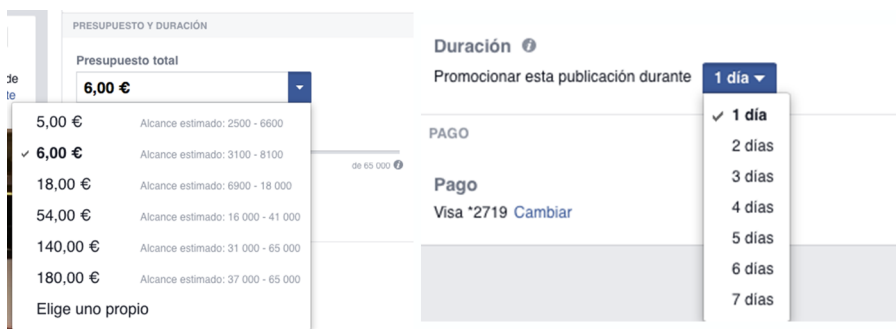 PRESUPUESTO Y DURACIÓN
Presupuesto total
6,00 €
de
te
5,00 € Alcance estimado: 2500 - 6600
6,00 € Alcance estimado: 3100 - 8100
18,00 € Alcance estimado: 6900 - 18 000
54,00 € Alcance estimado: 16 000 - 41 000
140,00 € Alcance estimado: 31 000 - 65 000
180,00 € Alcance estimado: 37 000 - 65 000
Elige uno propio
de 65 000
Duración
Promocionar esta publicación durante 1 día
1 día
2 días
3 días
4 días
5 días
6 días
7 días
PAGO
Pago
Visa *2719 Cambiar